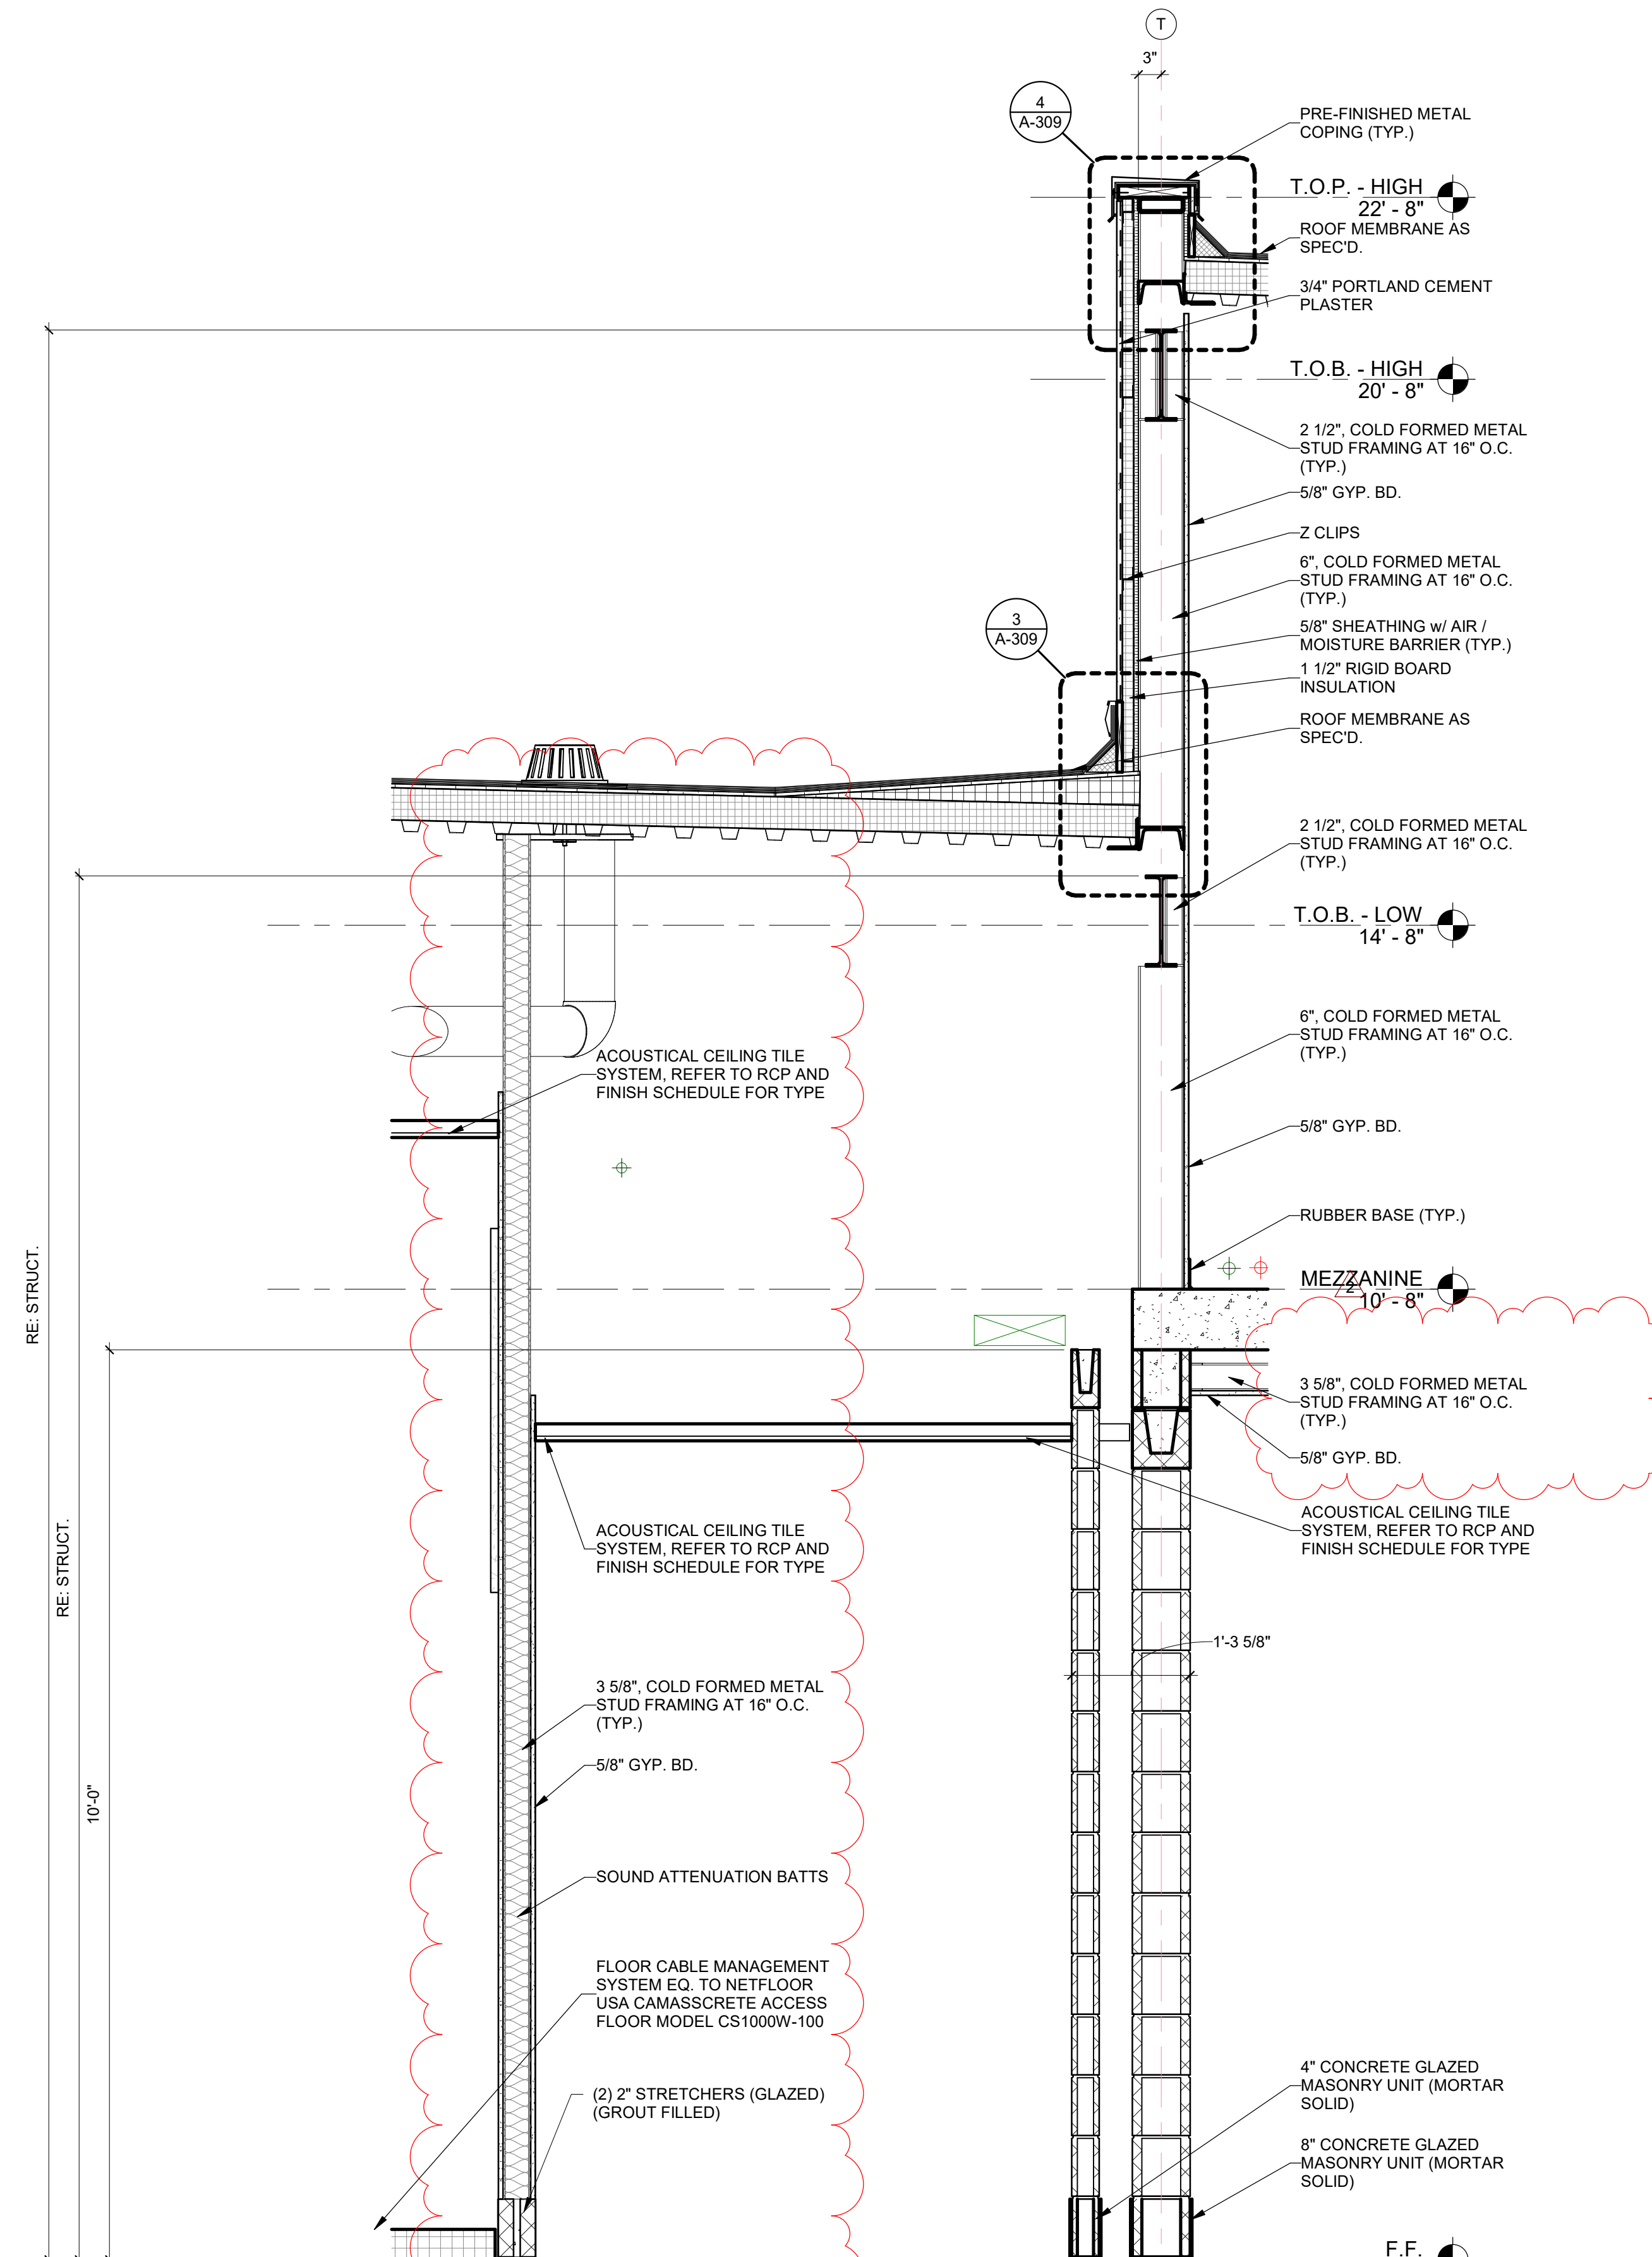 T
3"
4
A-309
PRE-FINISHED METAL
COPING (TYP.)
T.O.P. - HIGH
22' - 8"
ROOF MEMBRANE AS
SPEC'D.
3/4" PORTLAND CEMENT
PLASTER
T.O.B. - HIGH
20' - 8"
2 1/2", COLD FORMED METAL
STUD FRAMING AT 16" O.C.
(TYP.)
5/8" GYP. BD.
Z CLIPS
6", COLD FORMED METAL
STUD FRAMING AT 16" O.C.
(TYP.)
3
A-309
5/8" SHEATHING w/ AIR /
MOISTURE BARRIER (TYP.)
1 1/2" RIGID BOARD
INSULATION
ROOF MEMBRANE AS
SPEC'D.
2 1/2", COLD FORMED METAL
STUD FRAMING AT 16" O.C.
(TYP.)
T.O.B. - LOW
14' - 8"
6", COLD FORMED METAL
STUD FRAMING AT 16" O.C.
(TYP.)
ACOUSTICAL CEILING TILE
SYSTEM, REFER TO RCP AND
FINISH SCHEDULE FOR TYPE
5/8" GYP. BD.
RUBBER BASE (TYP.)
RE: STRUCT.
MEZZANINE
2
10' - 8"
3 5/8", COLD FORMED METAL
STUD FRAMING AT 16" O.C.
(TYP.)
5/8" GYP. BD.
ACOUSTICAL CEILING TILE
SYSTEM, REFER TO RCP AND
FINISH SCHEDULE FOR TYPE
RE: STRUCT.
ACOUSTICAL CEILING TILE
SYSTEM, REFER TO RCP AND
FINISH SCHEDULE FOR TYPE
1'-3 5/8"
3 5/8", COLD FORMED METAL
STUD FRAMING AT 16" O.C.
(TYP.)
5/8" GYP. BD.
10'-0"
SOUND ATTENUATION BATTS
FLOOR CABLE MANAGEMENT
SYSTEM EQ. TO NETFLOOR
USA CAMASSCRETE ACCESS
FLOOR MODEL CS1000W-100
(2) 2" STRETCHERS (GLAZED)
(GROUT FILLED)
4" CONCRETE GLAZED
MASONRY UNIT (MORTAR
SOLID)
8" CONCRETE GLAZED
MASONRY UNIT (MORTAR
SOLID)
F.F.